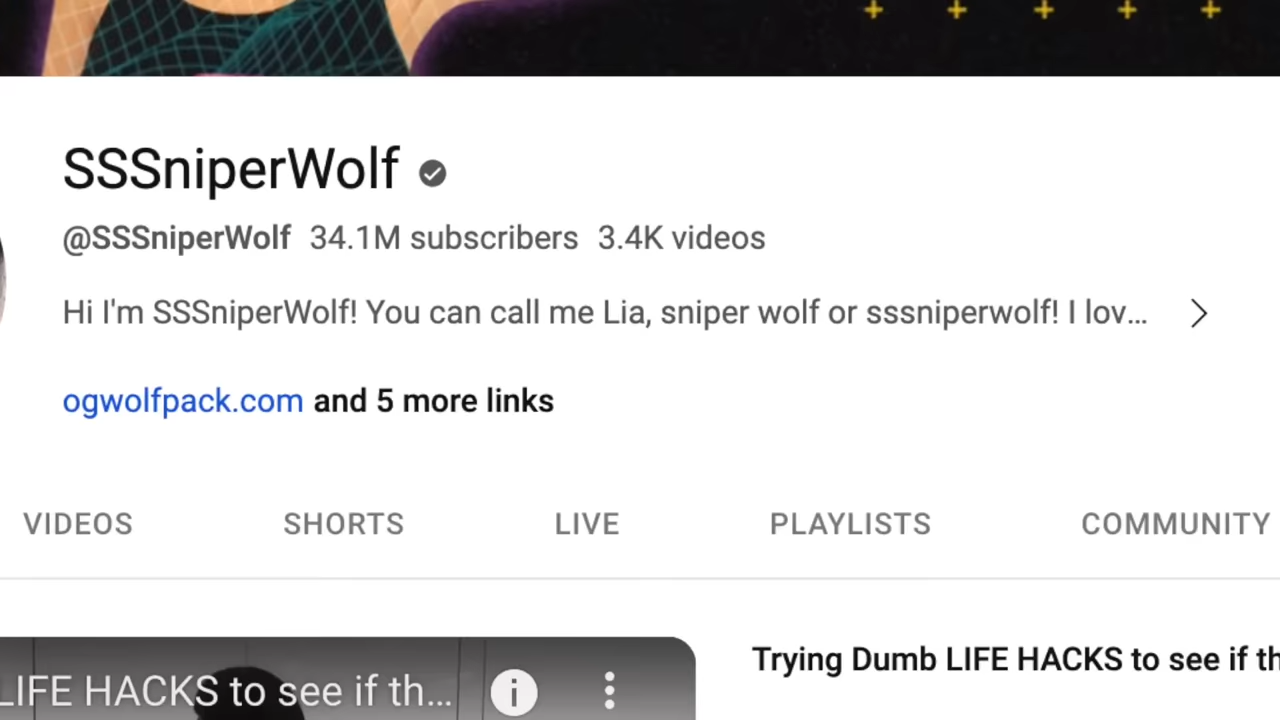 SSSniperWolf
@SSSniperWolf 34.1M subscribers 3.4K videos
Hi I'm SSSniperWolf! You can call me Lia, sniper wolf or sssniperwolf! I lov...
ogwolfpack.com and 5 more links
VIDEOS SHORTS LIVE PLAYLISTS COMMUNITY
LIFE HACKS to see if th...
Trying Dumb LIFE HACKS to see if th